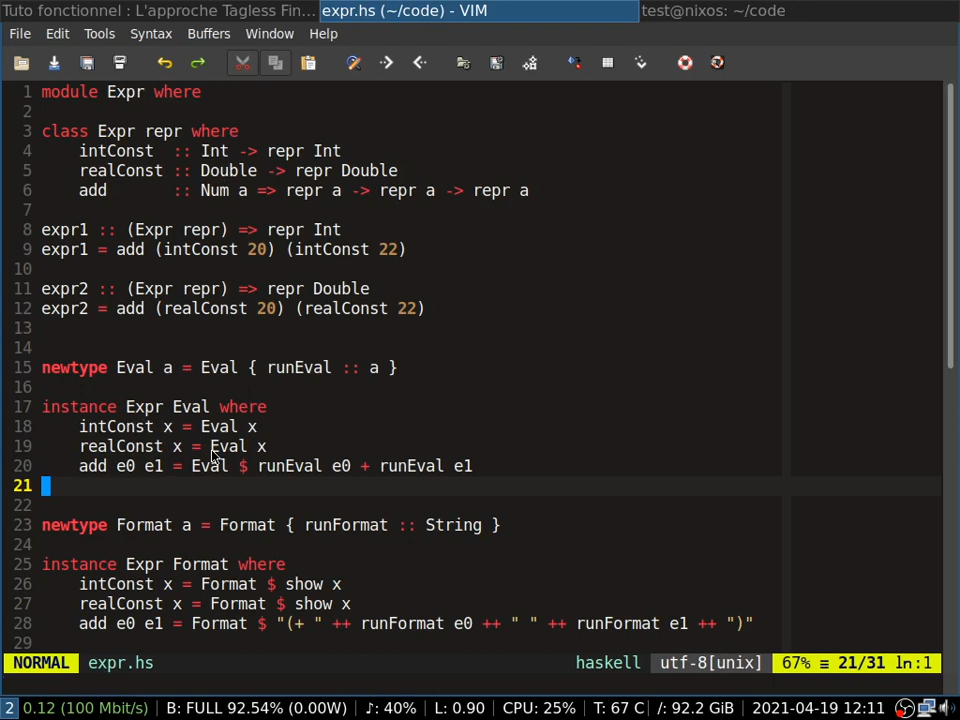 Tuto fonctionnel : L'approche Tagless Fin... expr.hs (~/code) - VIM test@nixos: ~/code
File Edit Tools Syntax Buffers Window Help
1 module Expr where
2
3 class Expr repr where
4     intConst  :: Int -> repr Int
5     realConst :: Double -> repr Double
6     add       :: Num a => repr a -> repr a -> repr a
7
8 expr1 :: (Expr repr) => repr Int
9 expr1 = add (intConst 20) (intConst 22)
10
11 expr2 :: (Expr repr) => repr Double
12 expr2 = add (realConst 20) (realConst 22)
13
14
15 newtype Eval a = Eval { runEval :: a }
16
17 instance Expr Eval where
18     intConst x = Eval x
19     realConst x = Eval x
20     add e0 e1 = Eval $ runEval e0 + runEval e1
21
22
23 newtype Format a = Format { runFormat :: String }
24
25 instance Expr Format where
26     intConst x = Format $ show x
27     realConst x = Format $ show x
28     add e0 e1 = Format $ "(+ " ++ runFormat e0 ++ " " ++ runFormat e1 ++ ")"
29
NORMAL expr.hs haskell utf-8[unix] 67% ≡ 21/31 ln:1
2 0.12 (100 Mbit/s) B: FULL 92.54% (0.00W) ♪: 40% L: 0.90 CPU: 25% T: 67 C /: 92.2 GiB 2021-04-19 12:11